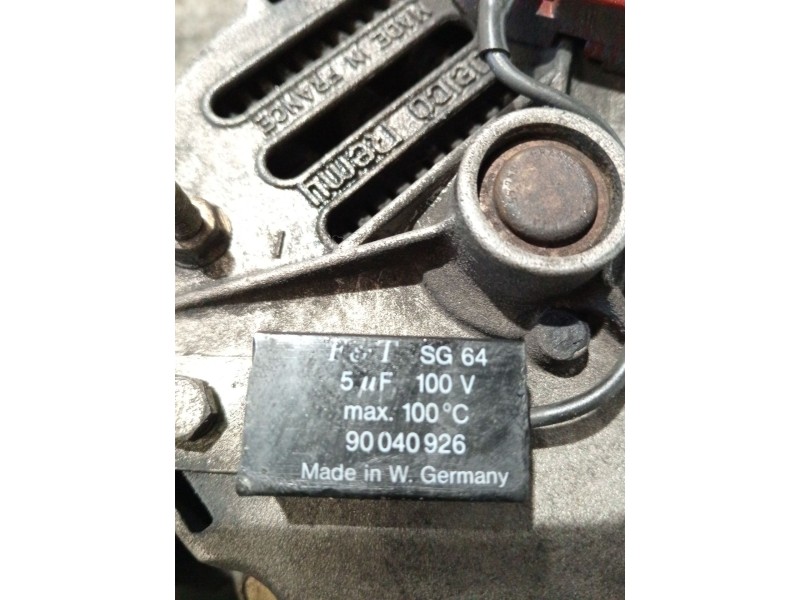 Delco Remy
MADE IN FRANCE
F&T SG 64
5 µF 100 V
max. 100°C
90 040 926
Made in W. Germany